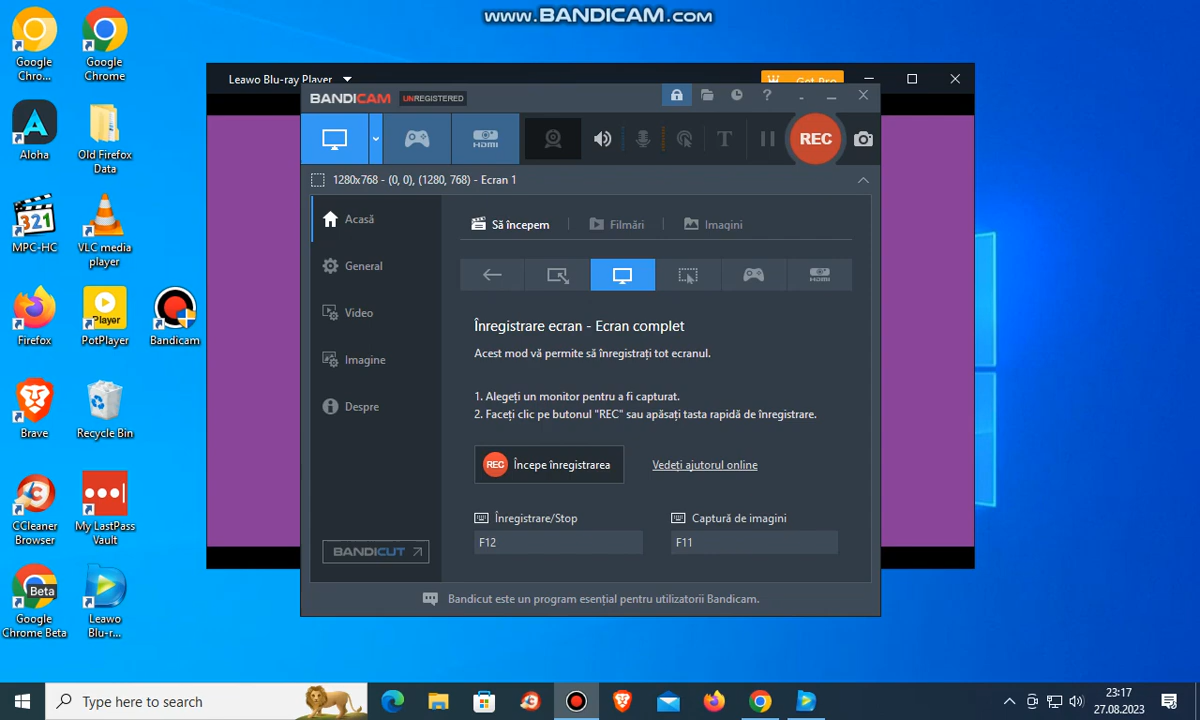 www.BANDICAM.com
Google
Chro...
Google
Chrome
Aloha
Old Firefox
Data
MPC-HC
VLC media
player
Firefox
Player
PotPlayer
Bandicam
Brave
Recycle Bin
CCleaner
Browser
My LastPass
Vault
Beta
Google
Chrome Beta
Leawo
Blu-r...
Leawo Blu-ray Player
Get Pro
BANDICAM UNREGISTERED
HDMI
REC
1280x768 - (0, 0), (1280, 768) - Ecran 1
Acasă
General
Video
Imagine
Despre
BANDICUT
Să începem
Filmări
Imagini
HDMI
Înregistrare ecran - Ecran complet
Acest mod vă permite să înregistrați tot ecranul.
1. Alegeți un monitor pentru a fi capturat.
2. Faceți clic pe butonul "REC" sau apăsați tasta rapidă de înregistrare.
REC Începe înregistrarea
Vedeți ajutorul online
Înregistrare/Stop
Captură de imagini
F12
F11
Bandicut este un program esențial pentru utilizatorii Bandicam.
Type here to search
23:17
27.08.2023